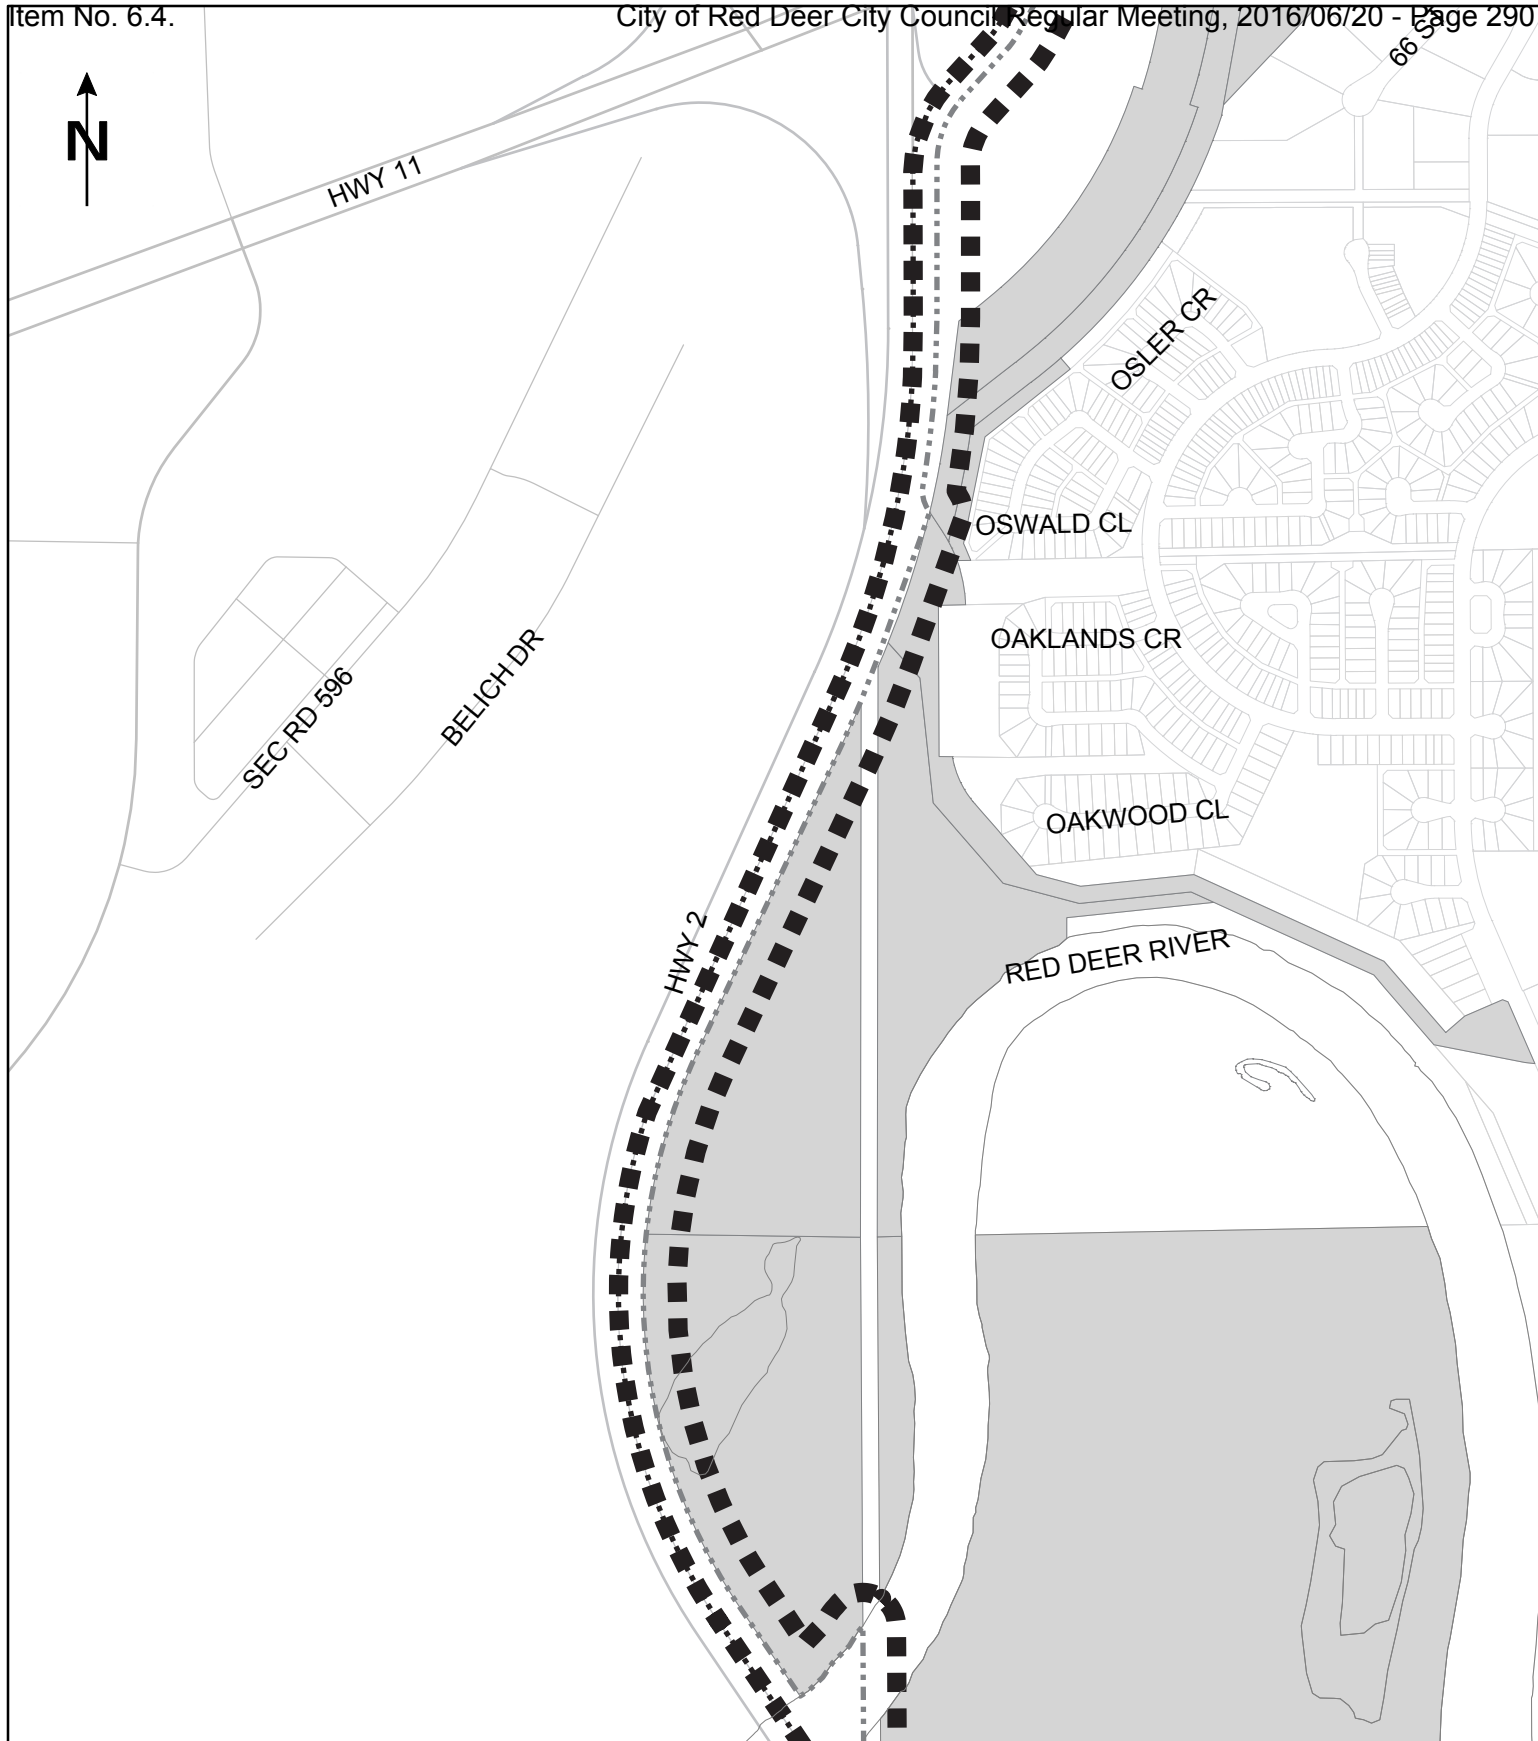 Item No. 6.4.
City of Red Deer City Council Regular Meeting, 2016/06/20 - Page 290
66 S
N
HWY 11
OSLER CR
OSWALD CL
OAKLANDS CR
SEC RD 596
BELICH DR
OAKWOOD CL
HWY 2
RED DEER RIVER